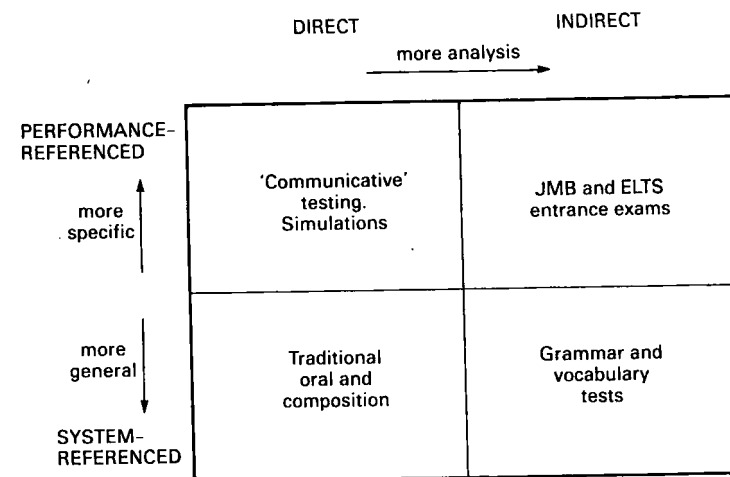 DIRECT
INDIRECT
more analysis
PERFORMANCE-
REFERENCED
more
specific
'Communicative'
testing.
Simulations
JMB and ELTS
entrance exams
more
general
Traditional
oral and
composition
Grammar and
vocabulary
tests
SYSTEM-
REFERENCED